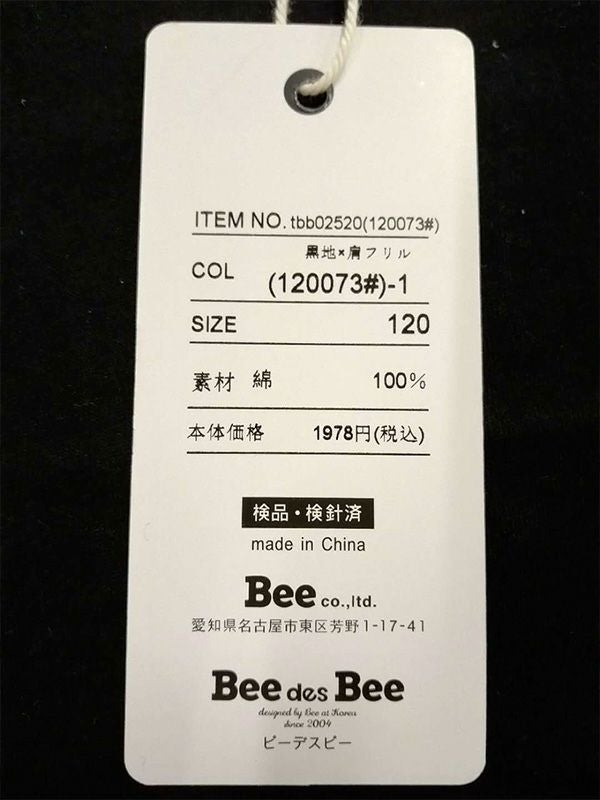 ITEM NO. tbb02520(120073#)
黒地×肩フリル
COL (120073#)-1
SIZE 120
素材 綿 100%
本体価格 1978円(税込)
検品・検針済
made in China
Bee co.,ltd.
愛知県名古屋市東区芳野1-17-41
Bee des Bee
designed by Bee at Korea
since 2004
ビーデスビー